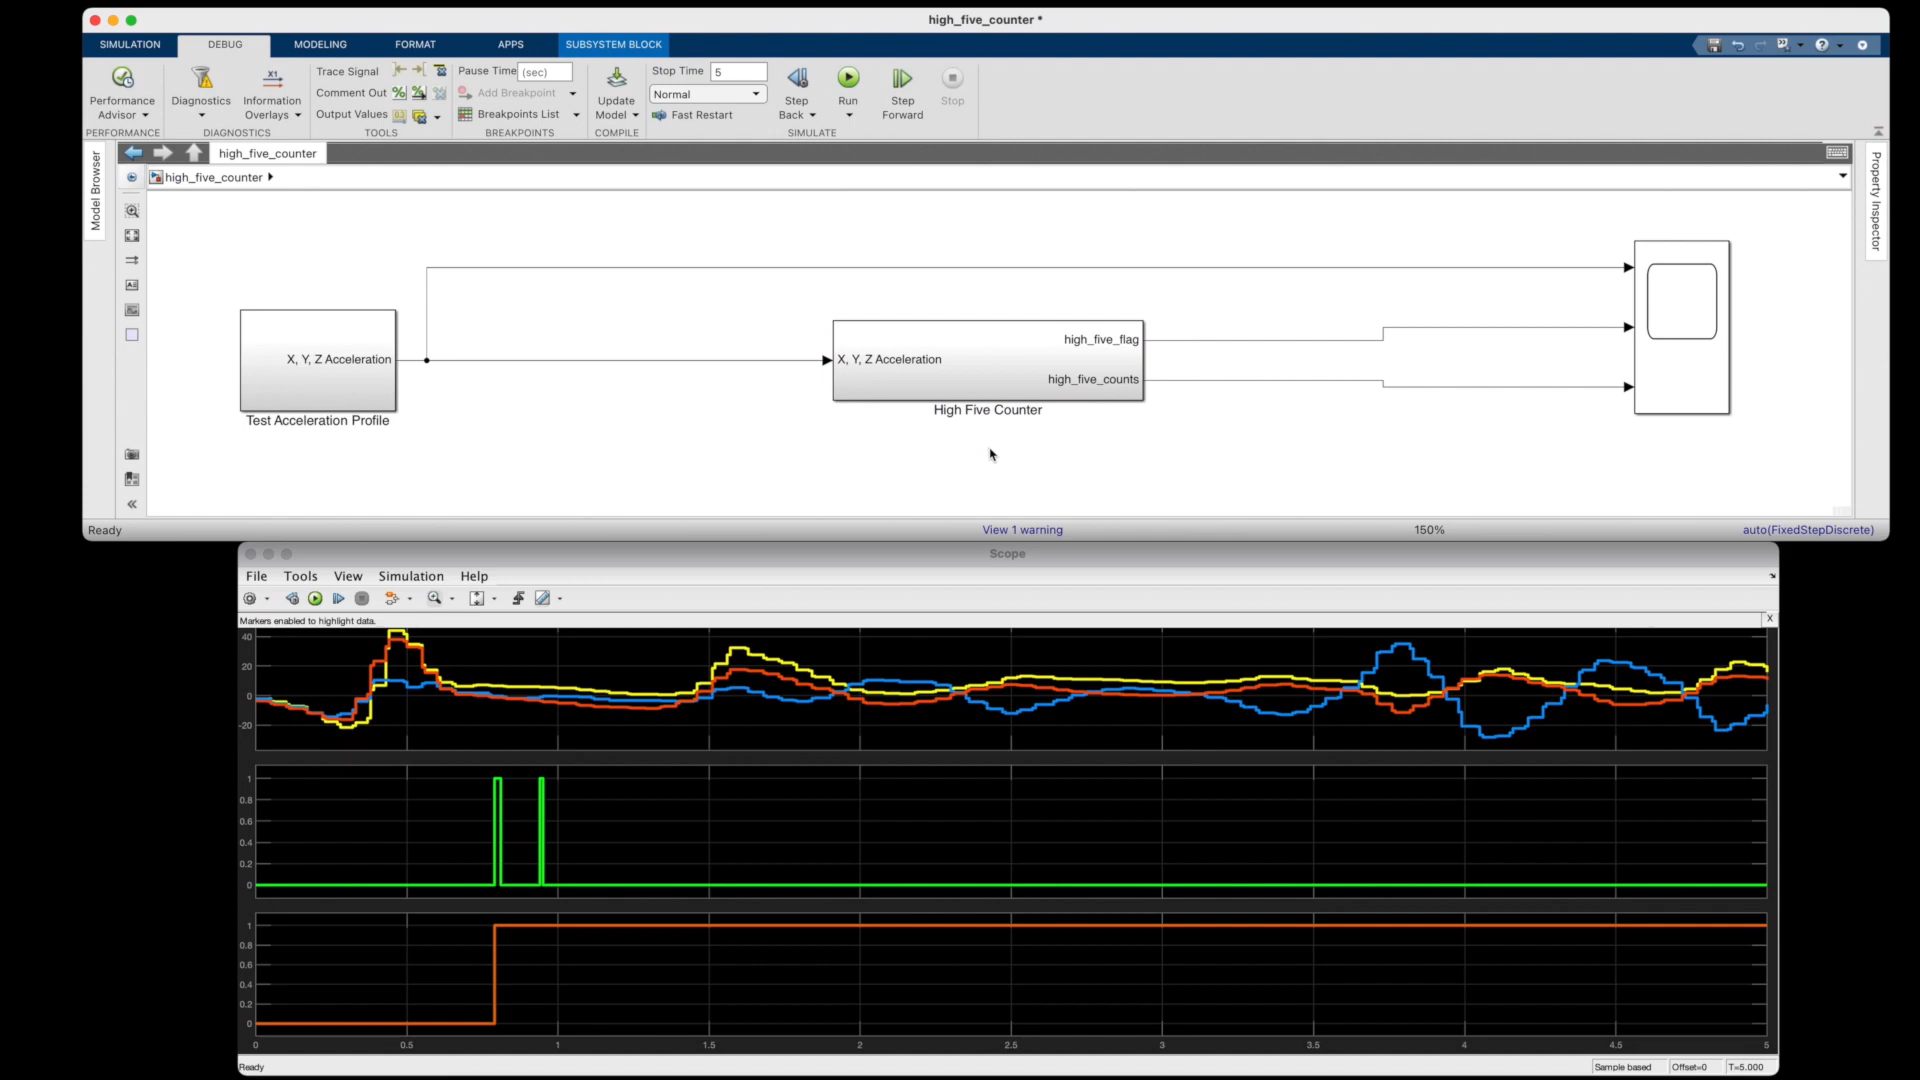 high_five_counter *
SIMULATION DEBUG MODELING FORMAT APPS SUBSYSTEM BLOCK
Performance Advisor
PERFORMANCE
Diagnostics
Information Overlays
DIAGNOSTICS
Trace Signal
Comment Out
Output Values
TOOLS
Pause Time (sec)
Add Breakpoint
Breakpoints List
BREAKPOINTS
Update Model
COMPILE
Stop Time 5
Normal
Fast Restart
Step Back
Run
Step Forward
Stop
SIMULATE
Model Browser
high_five_counter
high_five_counter
Property Inspector
X, Y, Z Acceleration
Test Acceleration Profile
X, Y, Z Acceleration
high_five_flag
high_five_counts
High Five Counter
Ready View 1 warning 150% auto(FixedStepDiscrete)
Scope
File Tools View Simulation Help
Markers enabled to highlight data. X
40
20
0
-20
1
0.8
0.6
0.4
0.2
0
1
0.8
0.6
0.4
0.2
0
0 0.5 1 1.5 2 2.5 3 3.5 4 4.5 5
Ready Sample based Offset=0 T=5.000